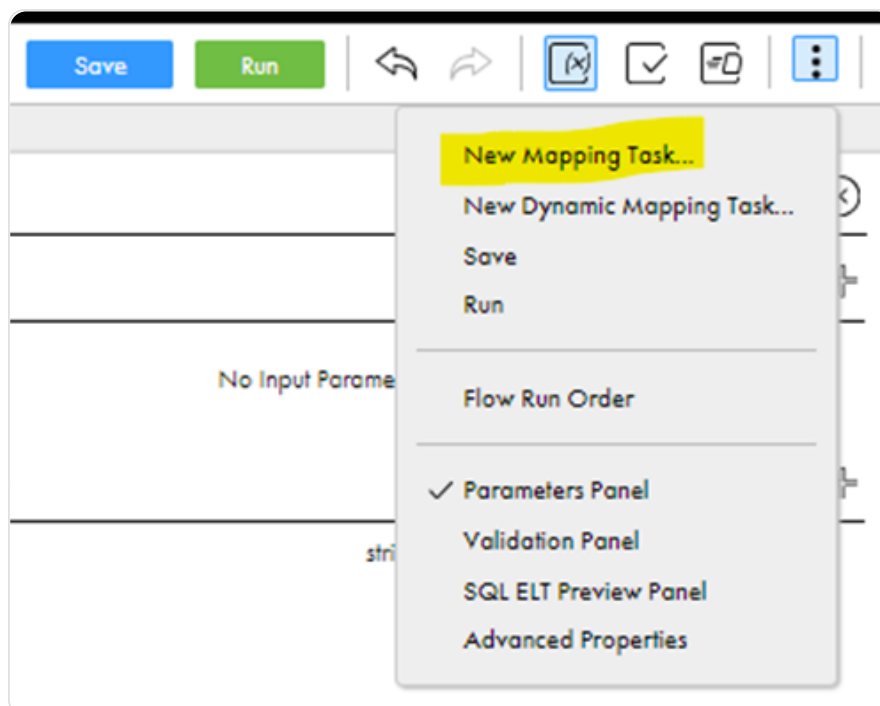 Save Run
New Mapping Task...
New Dynamic Mapping Task...
Save
Run
No Input Parame
Flow Run Order
Parameters Panel
stri
Validation Panel
SQL ELT Preview Panel
Advanced Properties